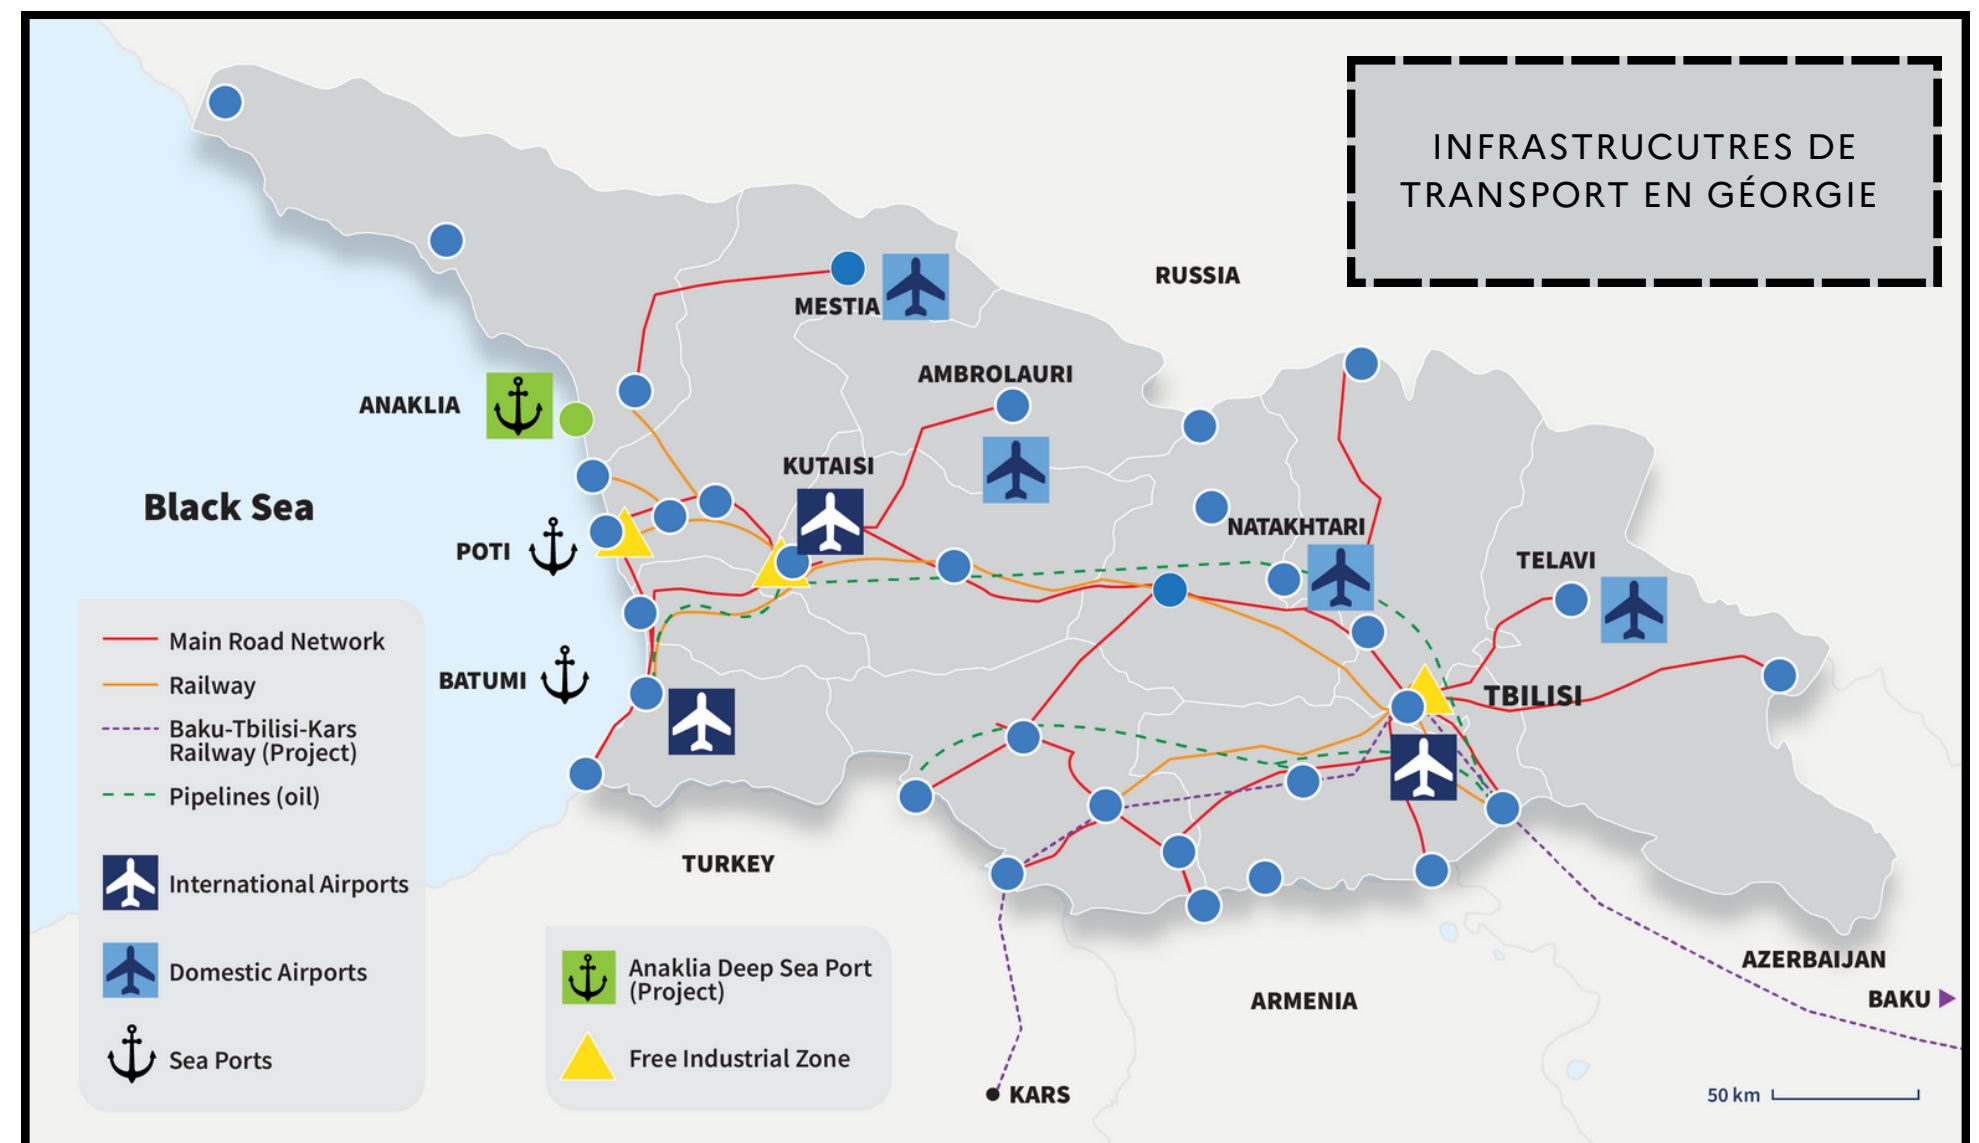 INFRASTRUCUTRES DE
TRANSPORT EN GÉORGIE
RUSSIA
MESTIA
AMBROLAURI
ANAKLIA
KUTAISI
Black Sea
NATAKHTARI
POTI
TELAVI
BATUMI
TBILISI
TURKEY
AZERBAIJAN
BAKU
ARMENIA
KARS
50 km
Main Road Network
Railway
Baku-Tbilisi-Kars
Railway (Project)
Pipelines (oil)
International Airports
Domestic Airports
Sea Ports
Anaklia Deep Sea Port
(Project)
Free Industrial Zone